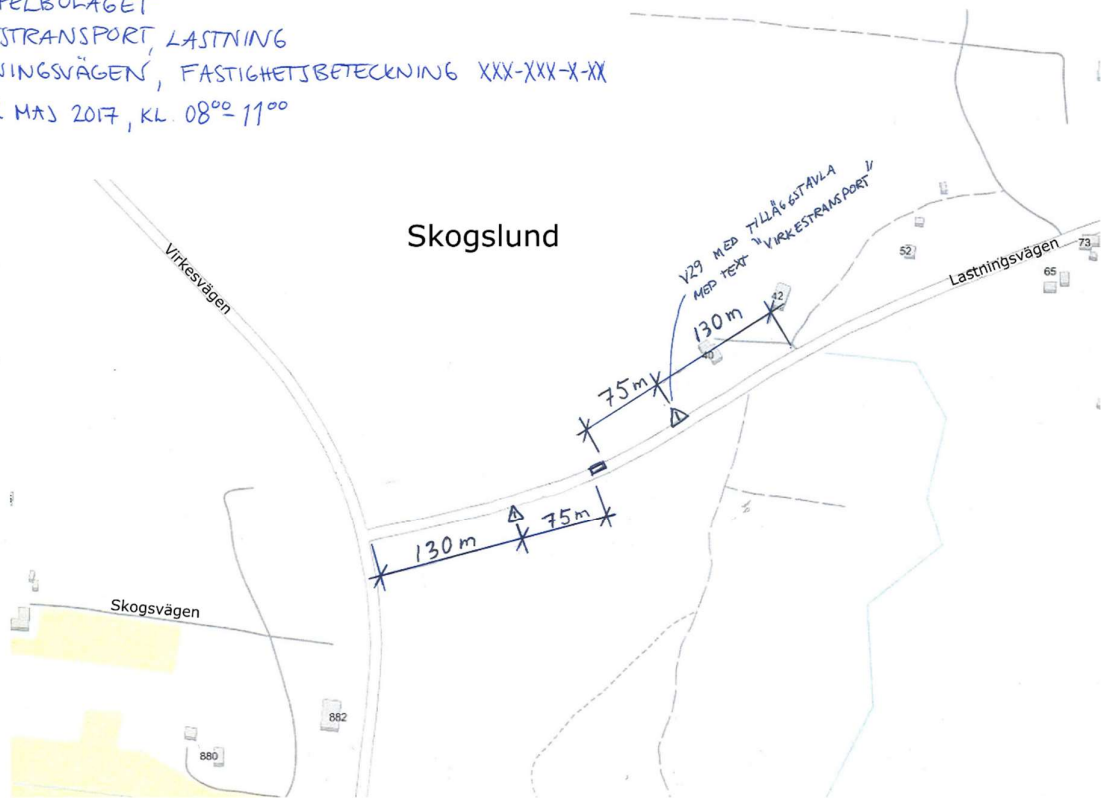 STRANSPORT, LASTNING
NINGSVÄGEN, FASTIGHETSBETECKNING XXX-XXX-X-XX
MAJ 2017, KL. 08⁰⁰-11⁰⁰
V29 MED TILLÄGGSTAVLA
MED TEXT "VIRKESTRANSPORT"
Skogslund
Virkesvägen
52
Lastningsvägen
73
65
42
130 m
40
75 m
75 m
130 m
Skogsvägen
882
880